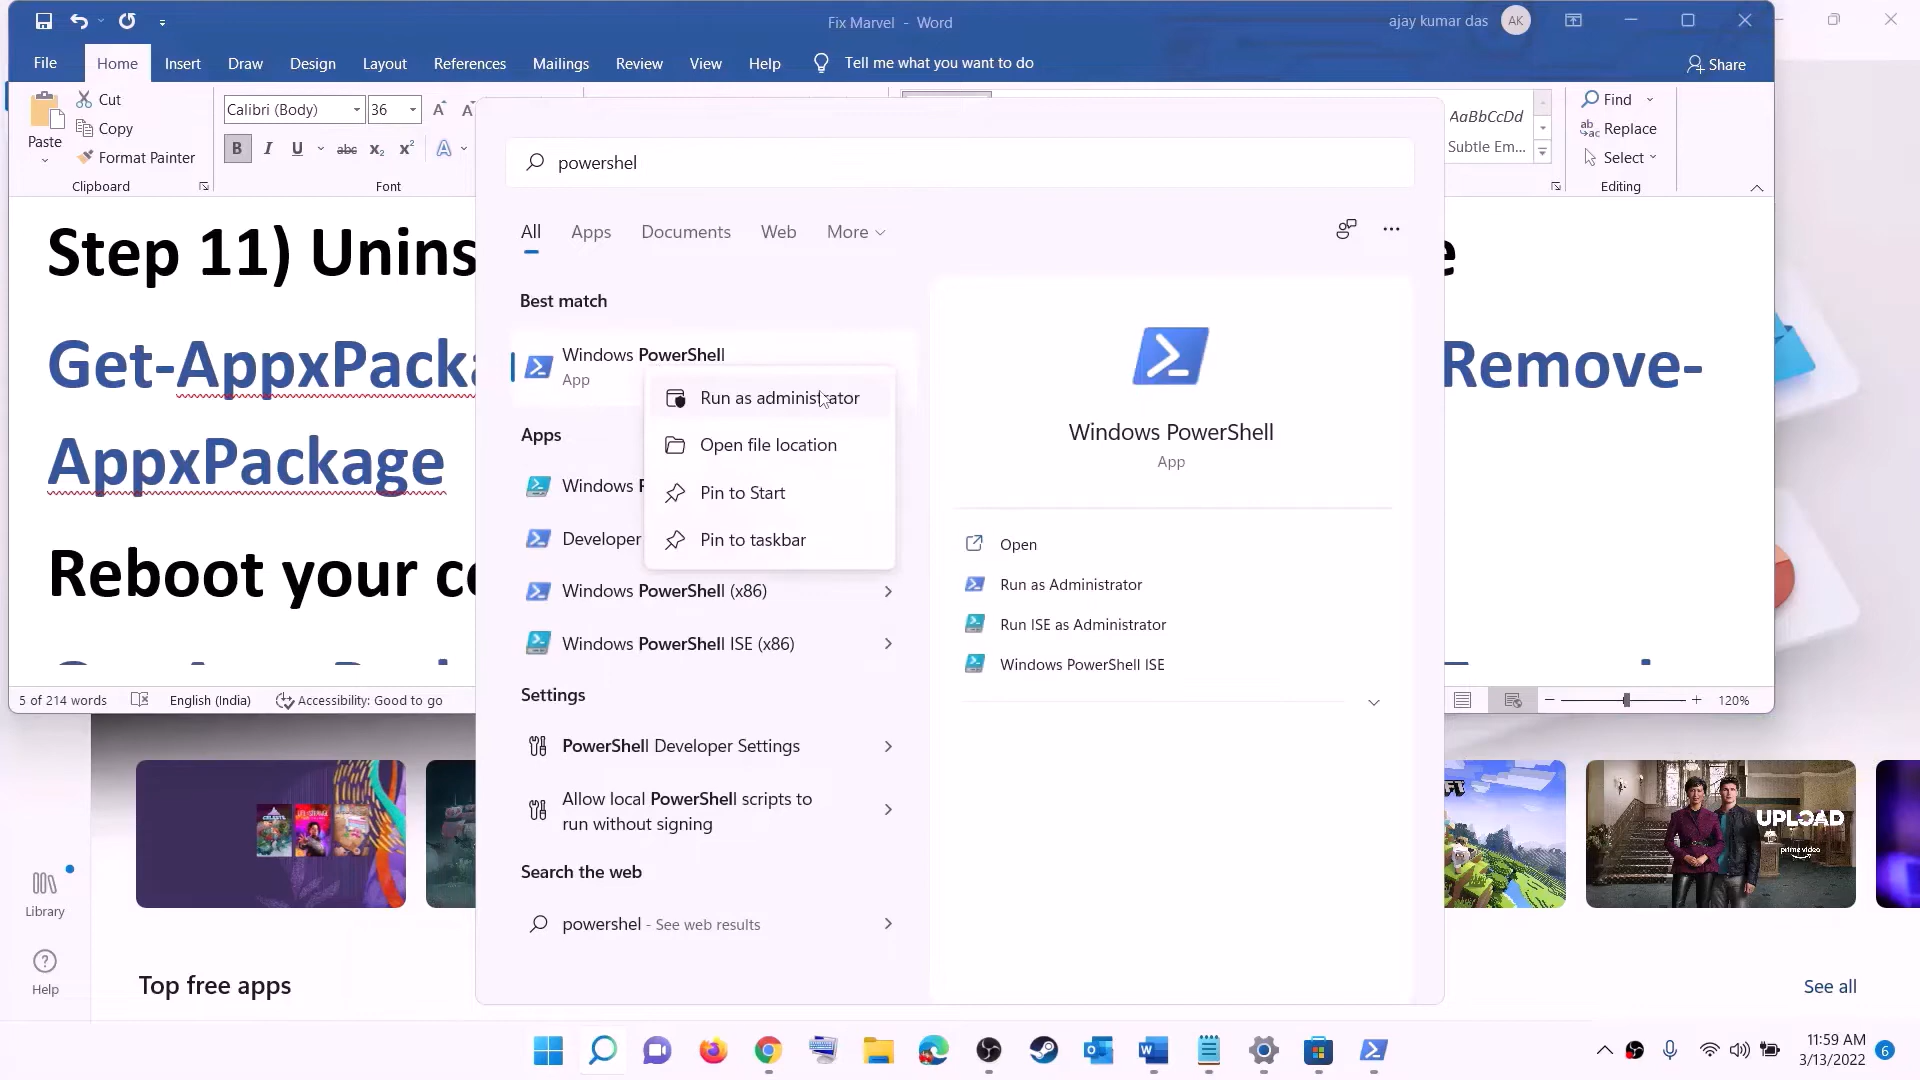 Fix Marvel - Word
ajay kumar das
AK
File
Home
Insert
Draw
Design
Layout
References
Mailings
Review
View
Help
Tell me what you want to do
Share
Paste
Cut
Copy
Format Painter
Clipboard
Calibri (Body)
36
B I U abc x₂ x² A
Font
AaBbCcDd
Subtle Em...
Find
Replace
Select
Editing
powershel
All
Apps
Documents
Web
More
Step 11) Unins
Get-AppxPack
Remove-
AppxPackage
Reboot your c
Best match
Windows PowerShell
App
Run as administrator
Open file location
Pin to Start
Pin to taskbar
Apps
Windows
Developer
Windows PowerShell (x86)
Windows PowerShell ISE (x86)
Settings
PowerShell Developer Settings
Allow local PowerShell scripts to
run without signing
Search the web
powershel - See web results
Windows PowerShell
App
Open
Run as Administrator
Run ISE as Administrator
Windows PowerShell ISE
5 of 214 words
English (India)
Accessibility: Good to go
120%
UPLOAD
prime video
Library
Help
Top free apps
See all
11:59 AM
3/13/2022
6